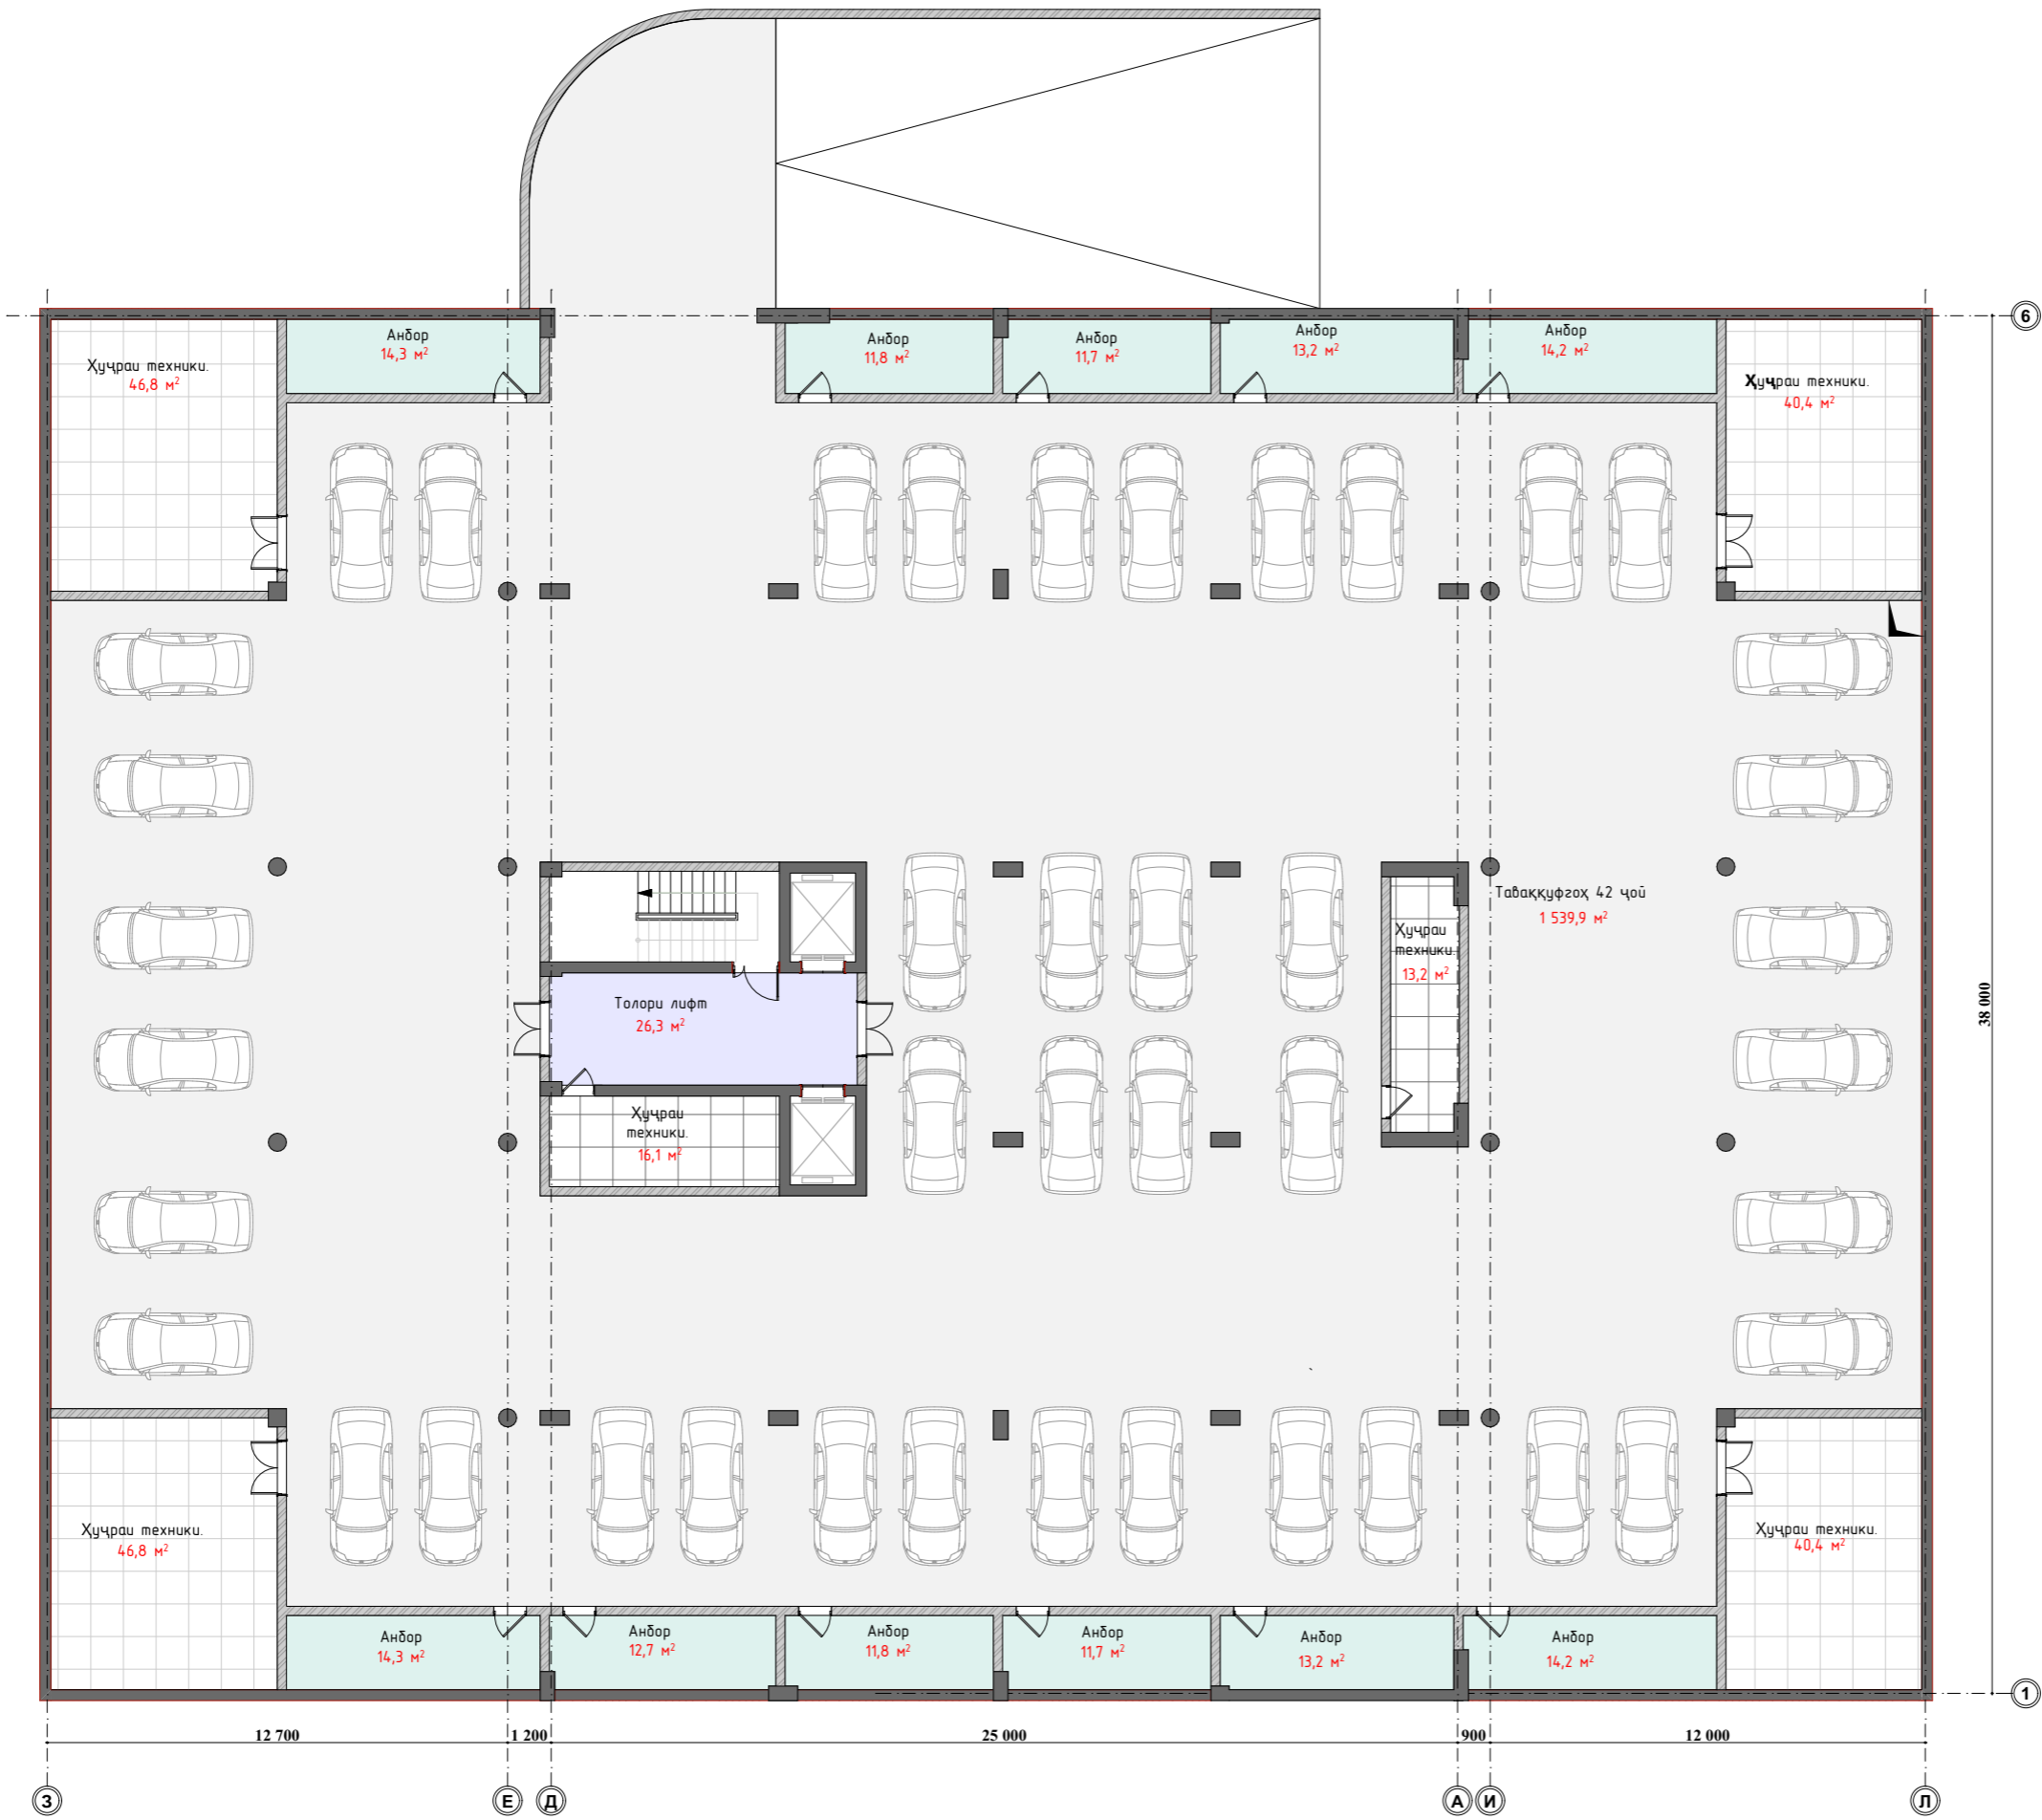 6
Анбор
14,3 м²
Анбор
11,8 м²
Анбор
11,7 м²
Анбор
13,2 м²
Анбор
14,2 м²
Ҳуҷраи техники.
46,8 м²
Ҳуҷраи техники.
40,4 м²
Таваққуфгоҳ 42 ҷой
1 539,9 м²
Ҳуҷраи
техники.
13,2 м²
Толори лифт
26,3 м²
38 000
Ҳуҷраи
техники.
16,1 м²
Ҳуҷраи техники.
46,8 м²
Ҳуҷраи техники.
40,4 м²
Анбор
14,3 м²
Анбор
12,7 м²
Анбор
11,8 м²
Анбор
11,7 м²
Анбор
13,2 м²
Анбор
14,2 м²
1
12 700
1 200
25 000
900
12 000
З
Е
Д
А
И
Л